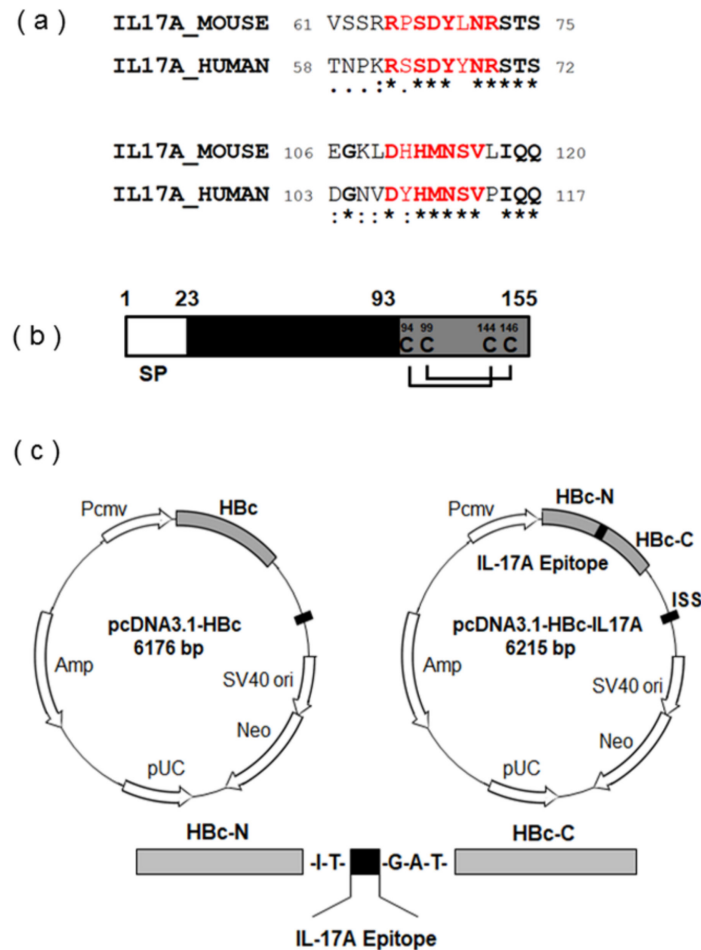 ( a )
IL17A_MOUSE 61 VSSRRPSDYLNRSTS 75
IL17A_HUMAN 58 TNPKRSSDYYNRSTS 72
...:*.*** ******
IL17A_MOUSE 106 EGKLDHHMNSVLIQQ 120
IL17A_HUMAN 103 DGNVDYHMNSVPIQQ 117
:*::*:***** ***
1 23 93 155
( b )
94 99 144 146
C C C C
SP
( c )
HBc-N
Pcmv HBc Pcmv
HBc-C
IL-17A Epitope
ISS
pcDNA3.1-HBc pcDNA3.1-HBc-IL17A
6176 bp 6215 bp
Amp Amp
SV40 ori SV40 ori
Neo Neo
pUC pUC
HBc-N HBc-C
-I-T- -G-A-T-
IL-17A Epitope